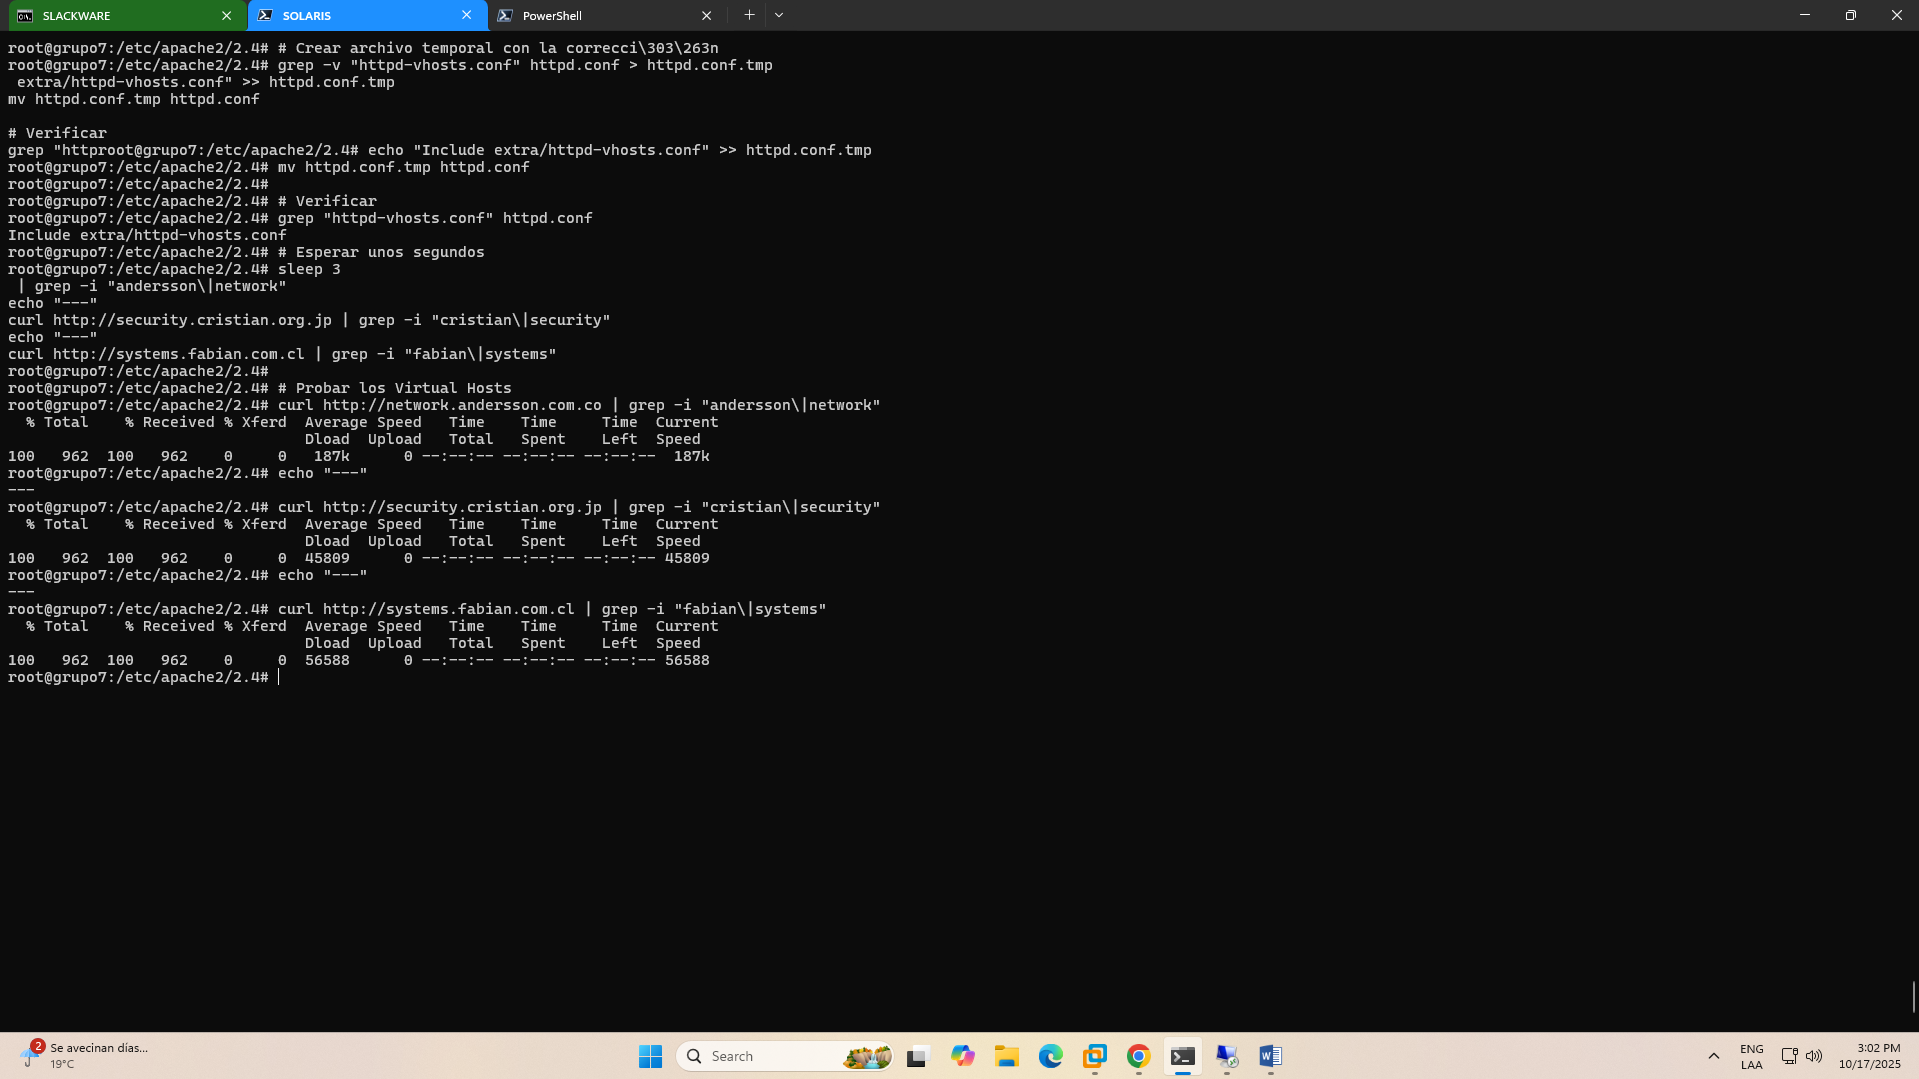 SLACKWARE
SOLARIS
PowerShell
root@grupo7:/etc/apache2/2.4# # Crear archivo temporal con la correcci\303\263n
root@grupo7:/etc/apache2/2.4# grep -v "httpd-vhosts.conf" httpd.conf > httpd.conf.tmp
 extra/httpd-vhosts.conf" >> httpd.conf.tmp
mv httpd.conf.tmp httpd.conf
# Verificar
grep "httproot@grupo7:/etc/apache2/2.4# echo "Include extra/httpd-vhosts.conf" >> httpd.conf.tmp
root@grupo7:/etc/apache2/2.4# mv httpd.conf.tmp httpd.conf
root@grupo7:/etc/apache2/2.4#
root@grupo7:/etc/apache2/2.4# # Verificar
root@grupo7:/etc/apache2/2.4# grep "httpd-vhosts.conf" httpd.conf
Include extra/httpd-vhosts.conf
root@grupo7:/etc/apache2/2.4# # Esperar unos segundos
root@grupo7:/etc/apache2/2.4# sleep 3
 | grep -i "andersson\|network"
echo "---"
curl http://security.cristian.org.jp | grep -i "cristian\|security"
echo "---"
curl http://systems.fabian.com.cl | grep -i "fabian\|systems"
root@grupo7:/etc/apache2/2.4#
root@grupo7:/etc/apache2/2.4# # Probar los Virtual Hosts
root@grupo7:/etc/apache2/2.4# curl http://network.andersson.com.co | grep -i "andersson\|network"
  % Total    % Received % Xferd  Average Speed   Time    Time     Time  Current
                                 Dload  Upload   Total   Spent    Left  Speed
100   962  100   962    0     0   187k      0 --:--:-- --:--:-- --:--:--  187k
root@grupo7:/etc/apache2/2.4# echo "---"
---
root@grupo7:/etc/apache2/2.4# curl http://security.cristian.org.jp | grep -i "cristian\|security"
  % Total    % Received % Xferd  Average Speed   Time    Time     Time  Current
                                 Dload  Upload   Total   Spent    Left  Speed
100   962  100   962    0     0  45809      0 --:--:-- --:--:-- --:--:-- 45809
root@grupo7:/etc/apache2/2.4# echo "---"
---
root@grupo7:/etc/apache2/2.4# curl http://systems.fabian.com.cl | grep -i "fabian\|systems"
  % Total    % Received % Xferd  Average Speed   Time    Time     Time  Current
                                 Dload  Upload   Total   Spent    Left  Speed
100   962  100   962    0     0  56588      0 --:--:-- --:--:-- --:--:-- 56588
root@grupo7:/etc/apache2/2.4#
2
Se avecinan días...
19°C
Search
ENG
LAA
3:02 PM
10/17/2025